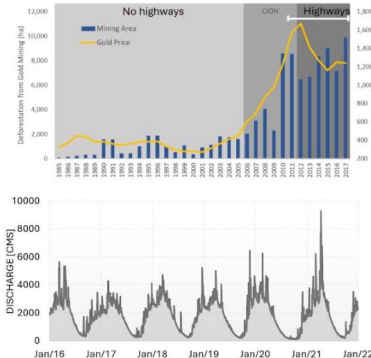 No highways
CIOH
Highways
Mining Area
Gold Price
Deforestation from Gold Mining (ha)
12,000
10,000
8,000
6,000
4,000
2,000
0
1,800
1,600
1,400
1,200
1,000
800
600
400
200
1985 1986 1987 1988 1989 1990 1991 1992 1993 1994 1995 1996 1997 1998 1999 2000 2001 2002 2003 2004 2005 2006 2007 2008 2009 2010 2011 2012 2013 2014 2015 2016 2017
DISCHARGE [CMS]
10000
8000
6000
4000
2000
0
Jan/16 Jan/17 Jan/18 Jan/19 Jan/20 Jan/21 Jan/22